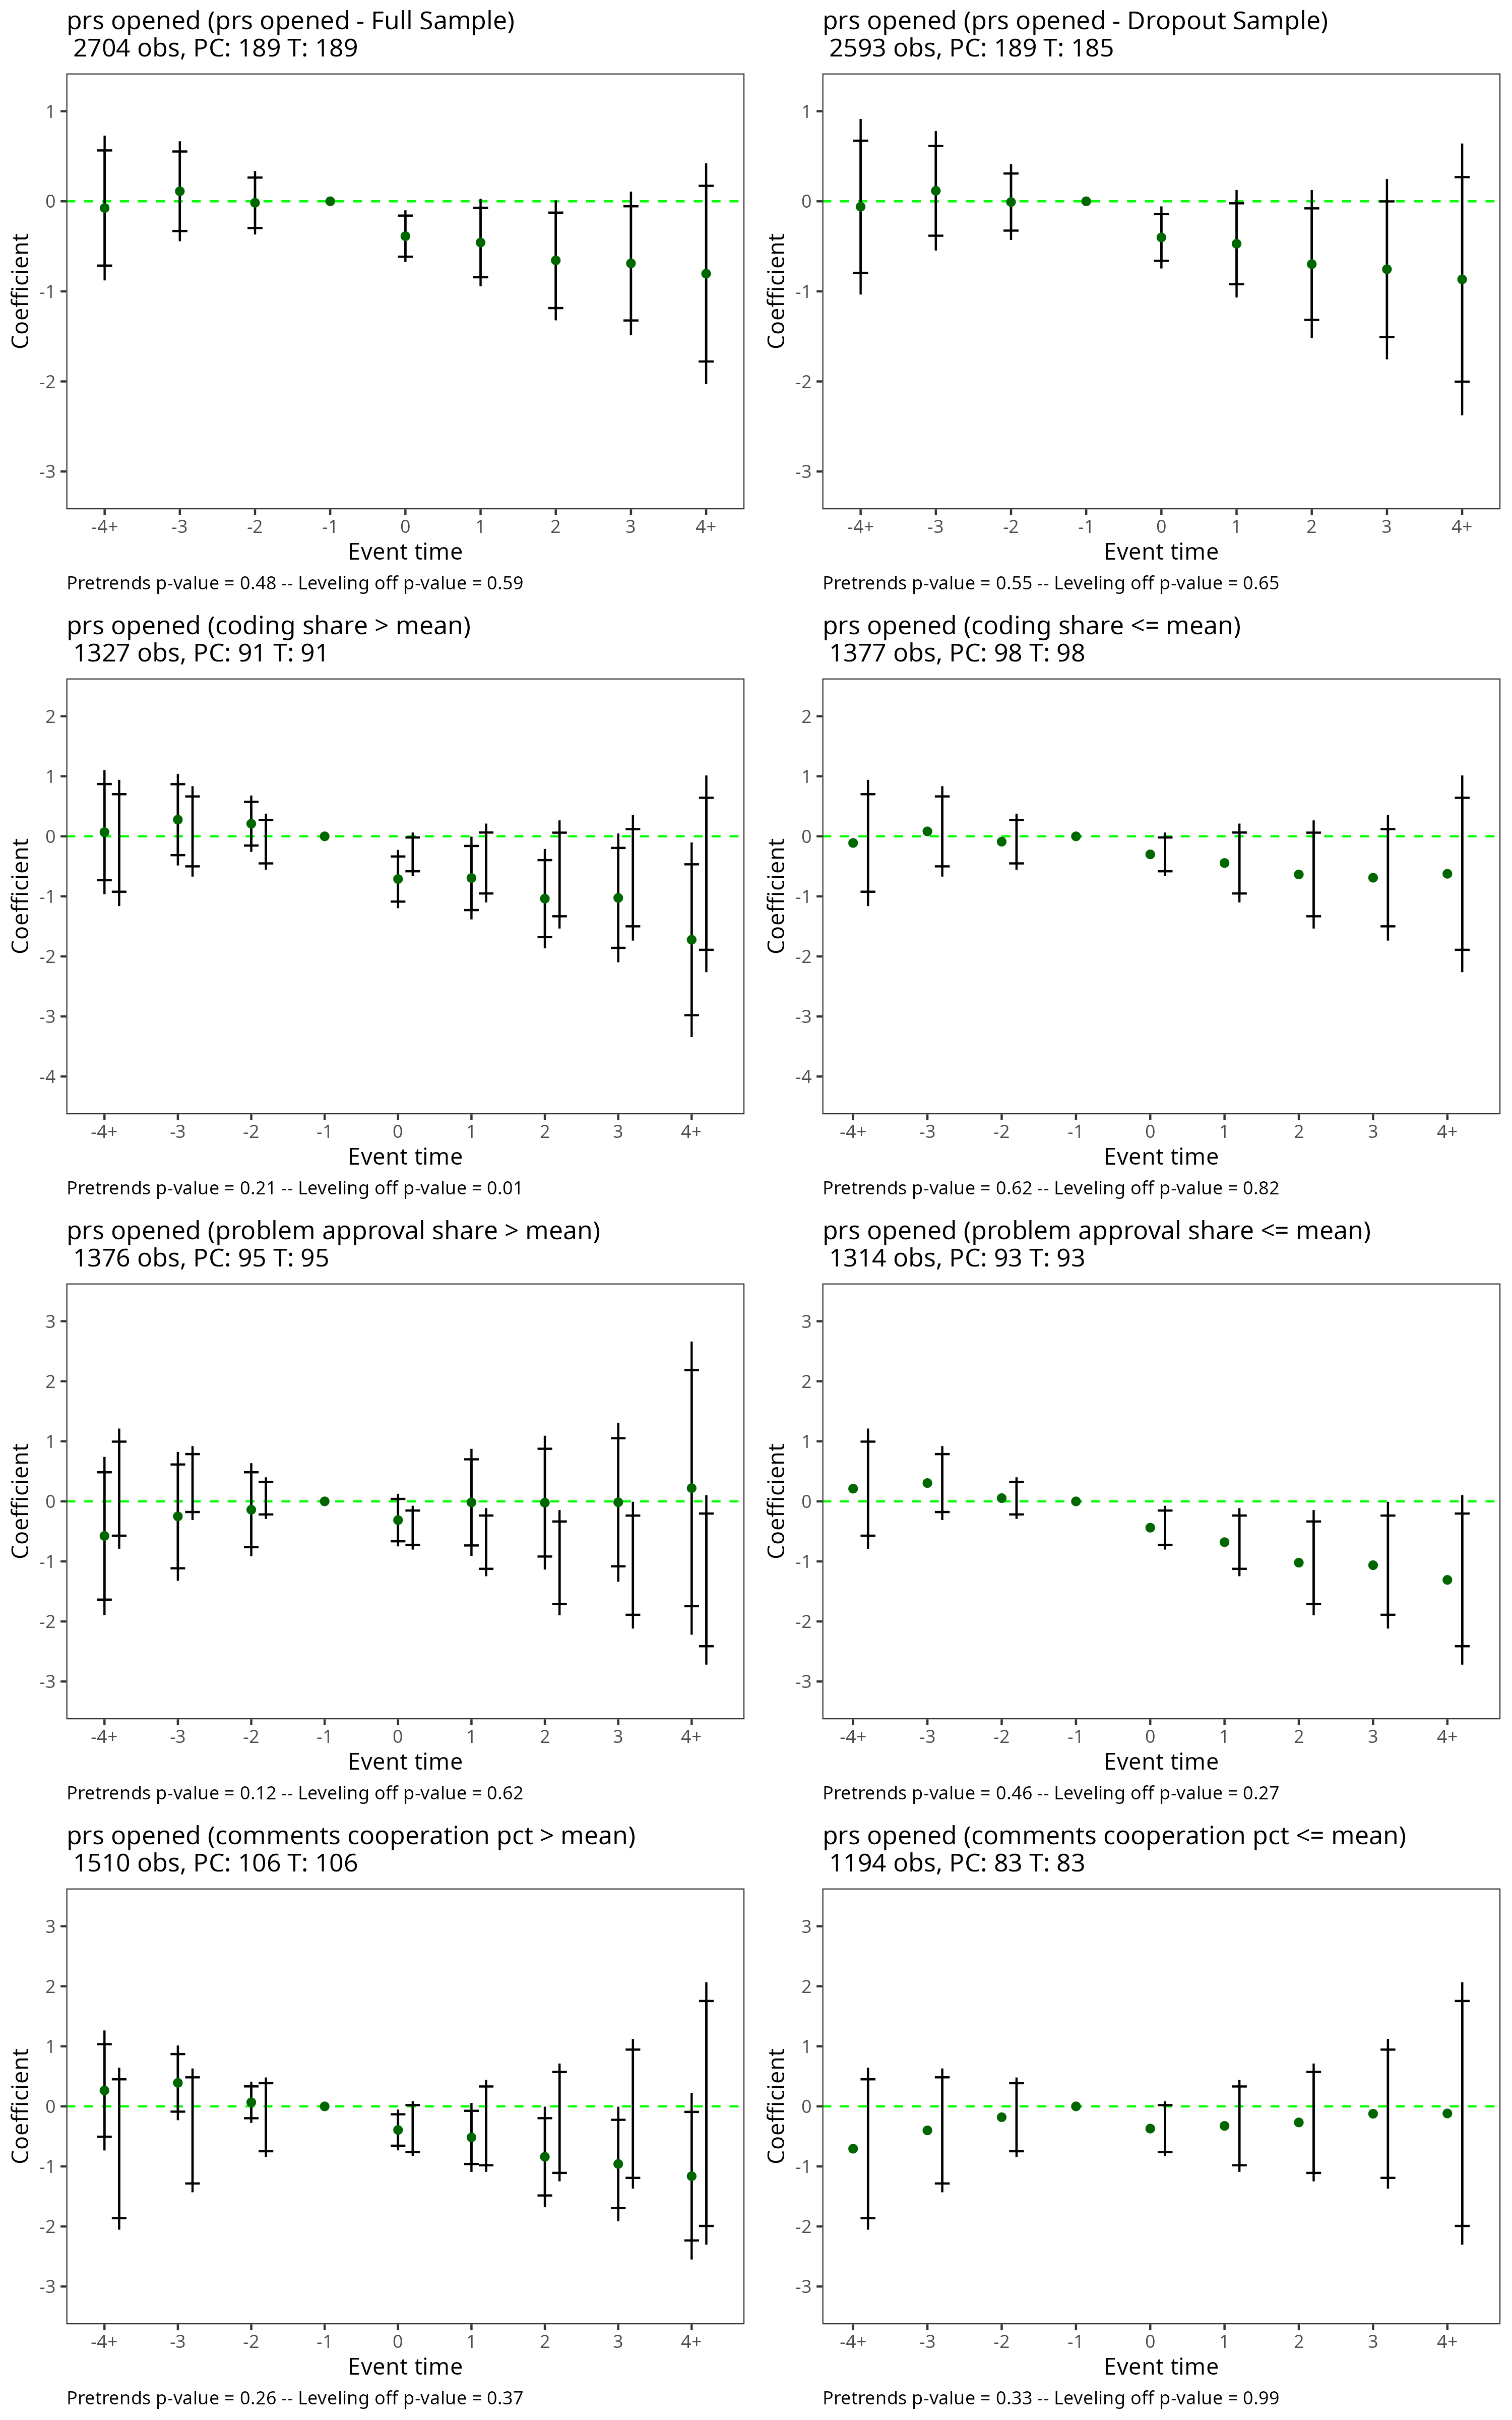 prs opened (prs opened - Full Sample)
2704 obs, PC: 189 T: 189
1
0
-1
-2
-3
Coefficient
-4+ -3 -2 -1 0 1 2 3 4+
Event time
Pretrends p-value = 0.48 -- Leveling off p-value = 0.59
prs opened (prs opened - Dropout Sample)
2593 obs, PC: 189 T: 185
1
0
-1
-2
-3
Coefficient
-4+ -3 -2 -1 0 1 2 3 4+
Event time
Pretrends p-value = 0.55 -- Leveling off p-value = 0.65
prs opened (coding share > mean)
1327 obs, PC: 91 T: 91
2
1
0
-1
-2
-3
-4
Coefficient
-4+ -3 -2 -1 0 1 2 3 4+
Event time
Pretrends p-value = 0.21 -- Leveling off p-value = 0.01
prs opened (coding share <= mean)
1377 obs, PC: 98 T: 98
2
1
0
-1
-2
-3
-4
Coefficient
-4+ -3 -2 -1 0 1 2 3 4+
Event time
Pretrends p-value = 0.62 -- Leveling off p-value = 0.82
prs opened (problem approval share > mean)
1376 obs, PC: 95 T: 95
3
2
1
0
-1
-2
-3
Coefficient
-4+ -3 -2 -1 0 1 2 3 4+
Event time
Pretrends p-value = 0.12 -- Leveling off p-value = 0.62
prs opened (problem approval share <= mean)
1314 obs, PC: 93 T: 93
3
2
1
0
-1
-2
-3
Coefficient
-4+ -3 -2 -1 0 1 2 3 4+
Event time
Pretrends p-value = 0.46 -- Leveling off p-value = 0.27
prs opened (comments cooperation pct > mean)
1510 obs, PC: 106 T: 106
3
2
1
0
-1
-2
-3
Coefficient
-4+ -3 -2 -1 0 1 2 3 4+
Event time
Pretrends p-value = 0.26 -- Leveling off p-value = 0.37
prs opened (comments cooperation pct <= mean)
1194 obs, PC: 83 T: 83
3
2
1
0
-1
-2
-3
Coefficient
-4+ -3 -2 -1 0 1 2 3 4+
Event time
Pretrends p-value = 0.33 -- Leveling off p-value = 0.99